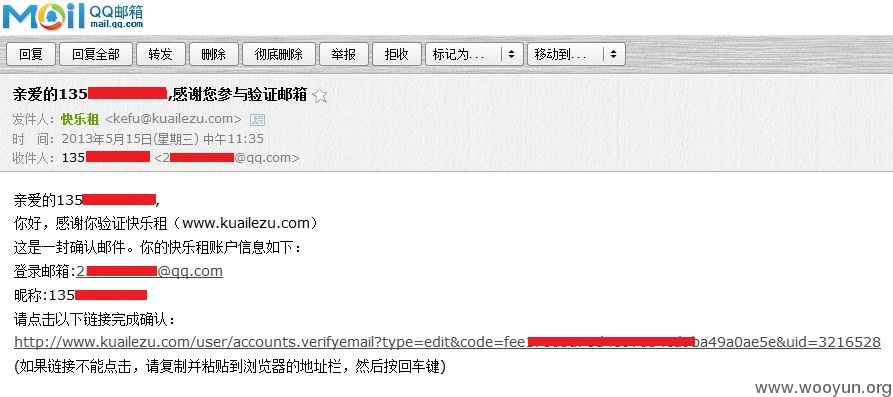 Mail QQ邮箱
mail.qq.com
回复 回复全部 转发 删除 彻底删除 举报 拒收 标记为... 移动到...
亲爱的135,感谢您参与验证邮箱
发件人：快乐租 <kefu@kuailezu.com>
时 间：2013年5月15日(星期三) 中午11:35
收件人：135 <2@qq.com>
亲爱的135,
你好，感谢你验证快乐租（www.kuailezu.com）
这是一封确认邮件。你的快乐租账户信息如下：
登录邮箱:2@qq.com
昵称:135
请点击以下链接完成确认：
http://www.kuailezu.com/user/accounts.verifyemail?type=edit&code=fee ba49a0ae5e&uid=3216528
(如果链接不能点击，请复制并粘贴到浏览器的地址栏，然后按回车键)
www.wooyun.org